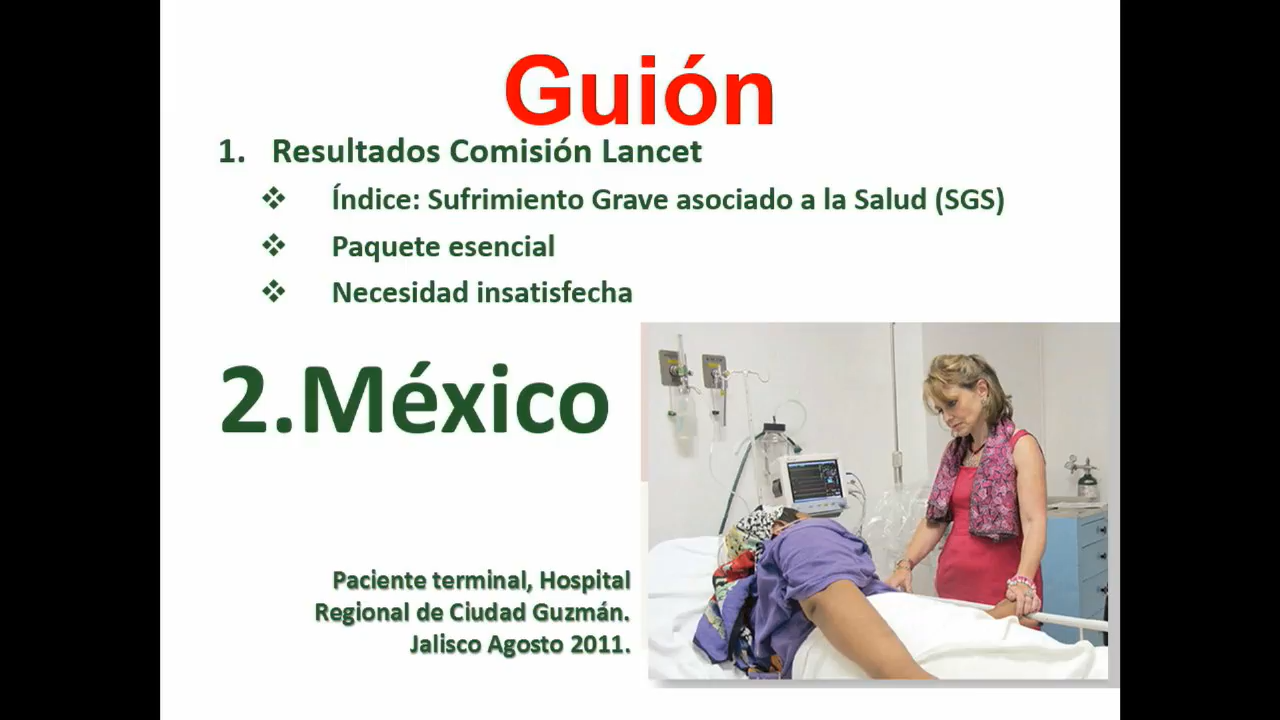 Guión
1. Resultados Comisión Lancet
❖ Índice: Sufrimiento Grave asociado a la Salud (SGS)
❖ Paquete esencial
❖ Necesidad insatisfecha
2.México
Paciente terminal, Hospital
Regional de Ciudad Guzmán.
Jalisco Agosto 2011.